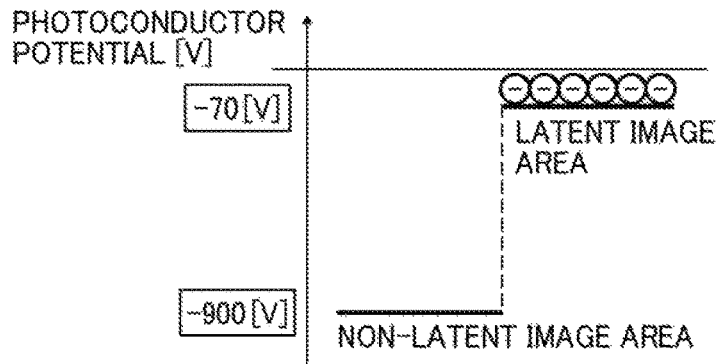 PHOTOCONDUCTOR
POTENTIAL [V]
-70[V]
− − − − − −
LATENT IMAGE
AREA
-900[V]
NON-LATENT IMAGE AREA